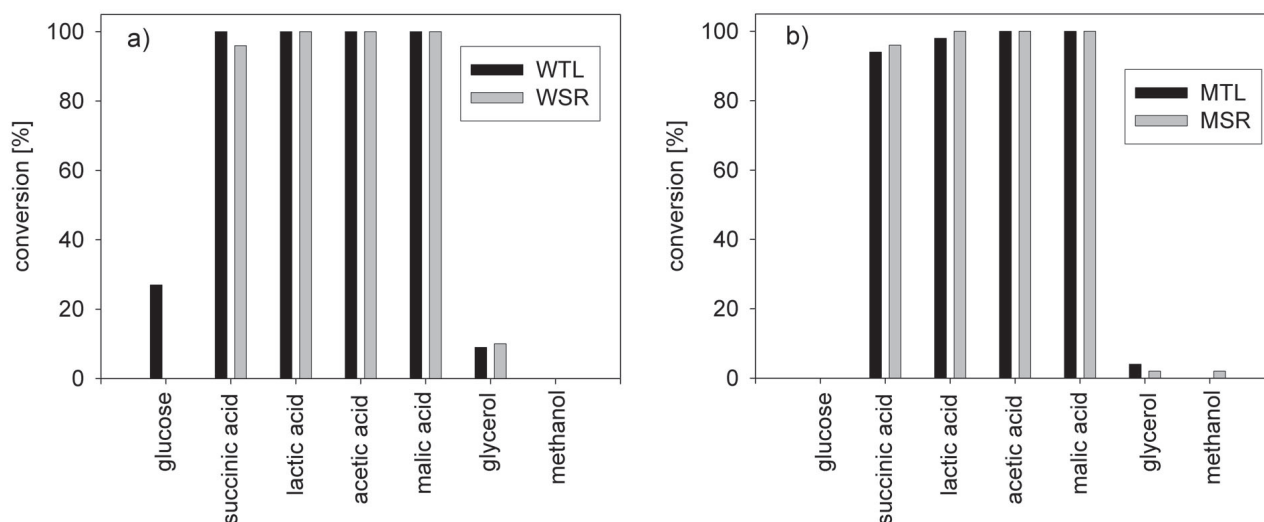 a)
WTL
WSR
conversion [%]
100
80
60
40
20
0
glucose
succinic acid
lactic acid
acetic acid
malic acid
glycerol
methanol
b)
MTL
MSR
conversion [%]
100
80
60
40
20
0
glucose
succinic acid
lactic acid
acetic acid
malic acid
glycerol
methanol